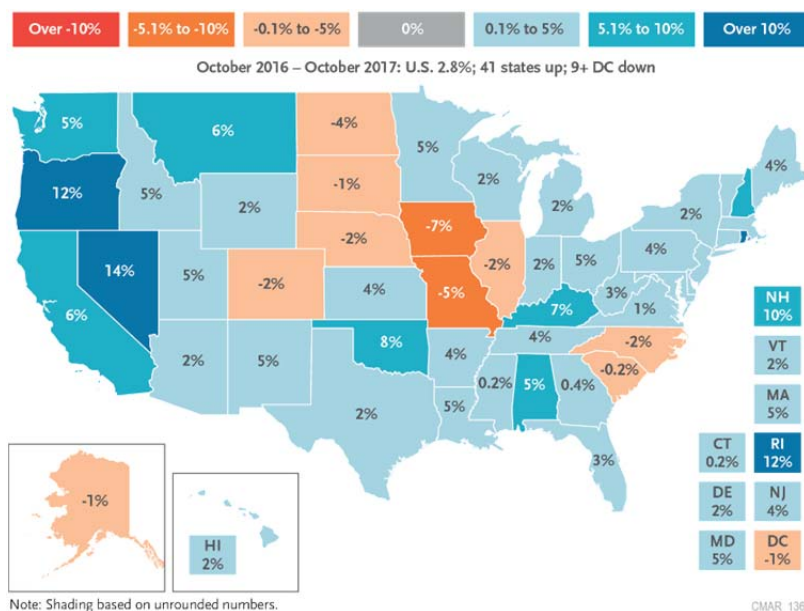 Over -10%
-5.1% to -10%
-0.1% to -5%
0%
0.1% to 5%
5.1% to 10%
Over 10%
October 2016 – October 2017: U.S. 2.8%; 41 states up; 9+ DC down
5%
6%
-4%
5%
4%
12%
5%
2%
-1%
2%
2%
2%
-7%
-2%
4%
14%
5%
-2%
4%
-5%
-2%
2%
5%
3%
1%
6%
7%
NH
10%
2%
5%
8%
4%
4%
-2%
VT
2%
0.2%
5%
0.4%
-0.2%
MA
5%
2%
5%
3%
CT
0.2%
RI
12%
-1%
HI
2%
DE
2%
NJ
4%
MD
5%
DC
-1%
Note: Shading based on unrounded numbers.
CMAR_136